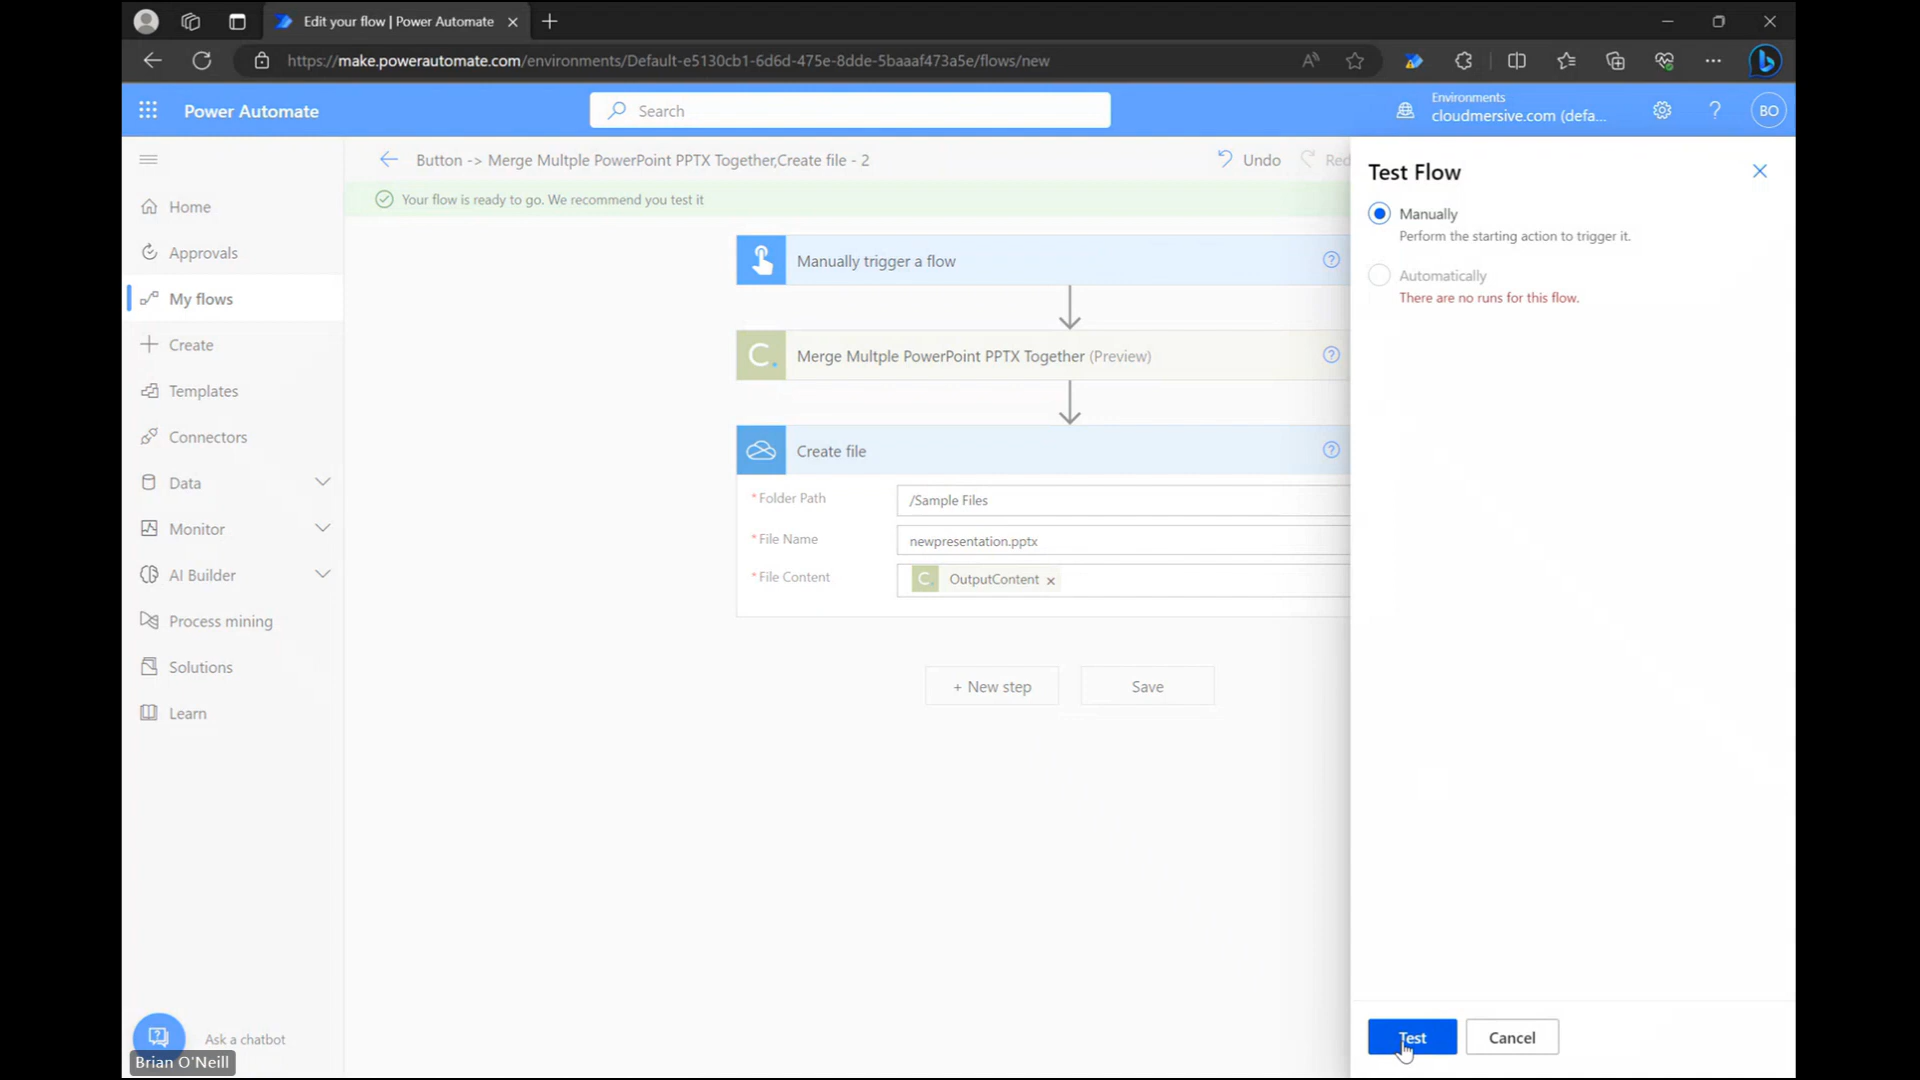 Edit your flow | Power Automate
https://make.powerautomate.com/environments/Default-e5130cb1-6d6d-475e-8dde-5baaaf473a5e/flows/new
Power Automate
Search
Environments
cloudmersive.com (defa...
BO
Home
Approvals
My flows
Create
Templates
Connectors
Data
Monitor
AI Builder
Process mining
Solutions
Learn
Ask a chatbot
Brian O'Neill
Button -> Merge Multple PowerPoint PPTX Together,Create file - 2
Undo
Red
Your flow is ready to go. We recommend you test it
Manually trigger a flow
Merge Multple PowerPoint PPTX Together (Preview)
Create file
*Folder Path
/Sample Files
*File Name
newpresentation.pptx
*File Content
OutputContent
+ New step
Save
Test Flow
Manually
Perform the starting action to trigger it.
Automatically
There are no runs for this flow.
Test
Cancel